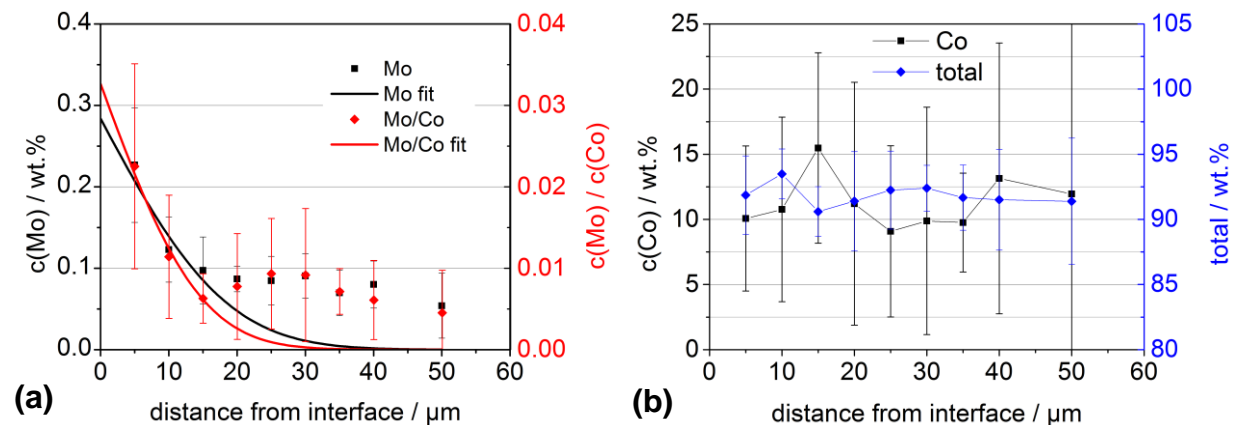 0.4
0.3
0.2
0.1
0.0
c(Mo) / wt.%
0 10 20 30 40 50 60
distance from interface / µm
Mo
Mo fit
Mo/Co
Mo/Co fit
0.04
0.03
0.02
0.01
0.00
c(Mo) / c(Co)
(a)
25
20
15
10
5
0
c(Co) / wt.%
0 10 20 30 40 50 60
distance from interface / µm
Co
total
105
100
95
90
85
80
total / wt.%
(b)